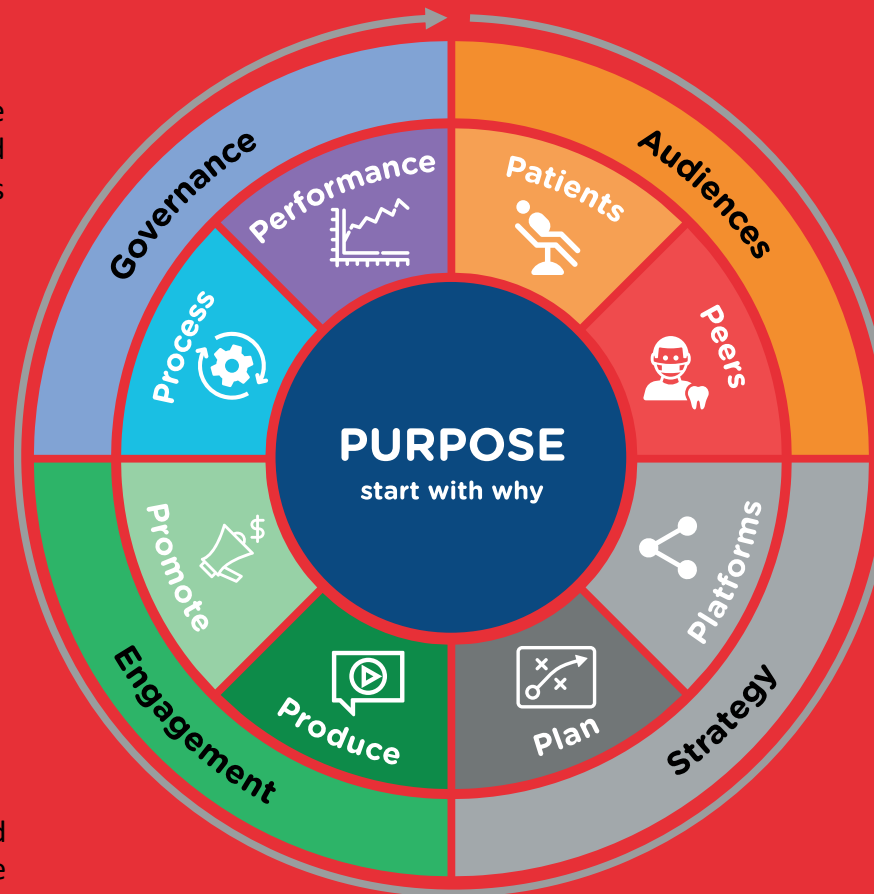 Governance
Audiences
Performance
Patients
Process
Peers
PURPOSE
start with why
Promote
$
Platforms
Produce
Plan
Engagement
Strategy